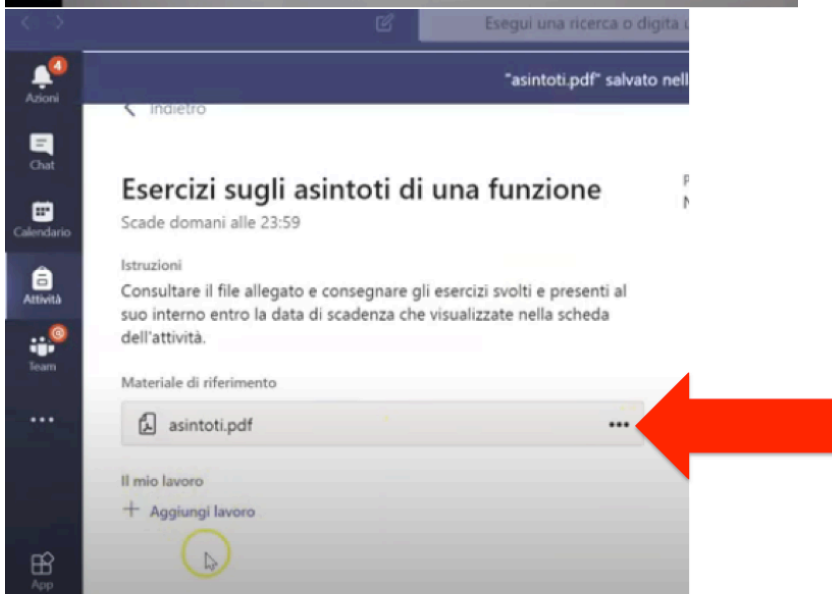 Esegui una ricerca o digita
4
Azioni
"asintoti.pdf" salvato nell
Indietro
Chat
Esercizi sugli asintoti di una funzione
Scade domani alle 23:59
Calendario
Istruzioni
Attività
Consultare il file allegato e consegnare gli esercizi svolti e presenti al
suo interno entro la data di scadenza che visualizzate nella scheda
dell'attività.
Team
Materiale di riferimento
asintoti.pdf
Il mio lavoro
+ Aggiungi lavoro
App